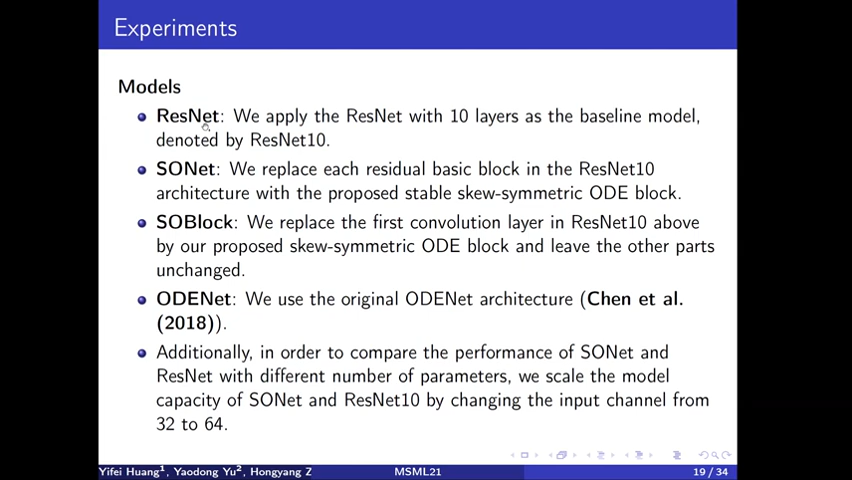 Experiments
Models
ResNet: We apply the ResNet with 10 layers as the baseline model,
denoted by ResNet10.
SONet: We replace each residual basic block in the ResNet10
architecture with the proposed stable skew-symmetric ODE block.
SOBlock: We replace the first convolution layer in ResNet10 above
by our proposed skew-symmetric ODE block and leave the other parts
unchanged.
ODENet: We use the original ODENet architecture (Chen et al.
(2018)).
Additionally, in order to compare the performance of SONet and
ResNet with different number of parameters, we scale the model
capacity of SONet and ResNet10 by changing the input channel from
32 to 64.
Yifei Huang¹, Yaodong Yu², Hongyang Z MSML21 19 / 34